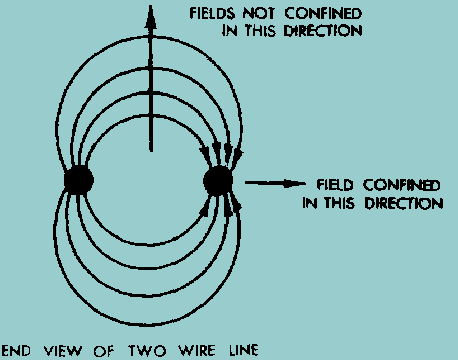 FIELDS NOT CONFINED
IN THIS DIRECTION
FIELD CONFINED
IN THIS DIRECTION
END VIEW OF TWO WIRE LINE